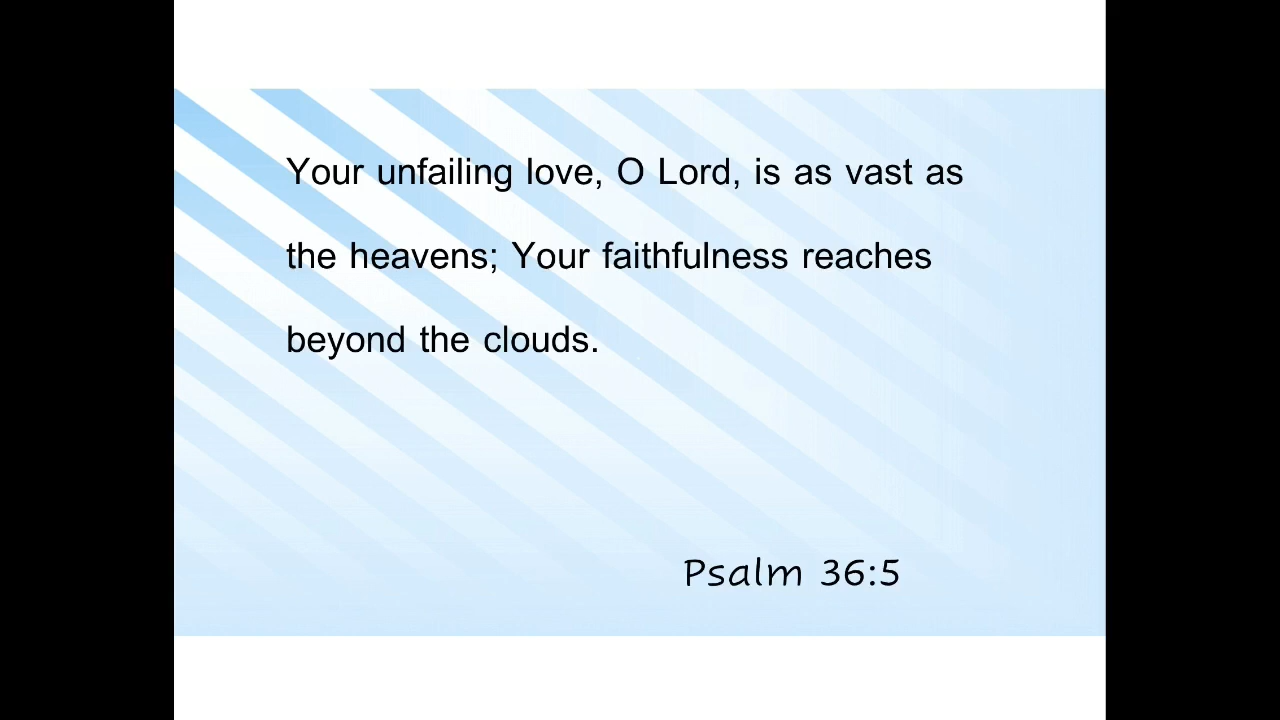 Your unfailing love, O Lord, is as vast as
the heavens; Your faithfulness reaches
beyond the clouds.
Psalm 36:5